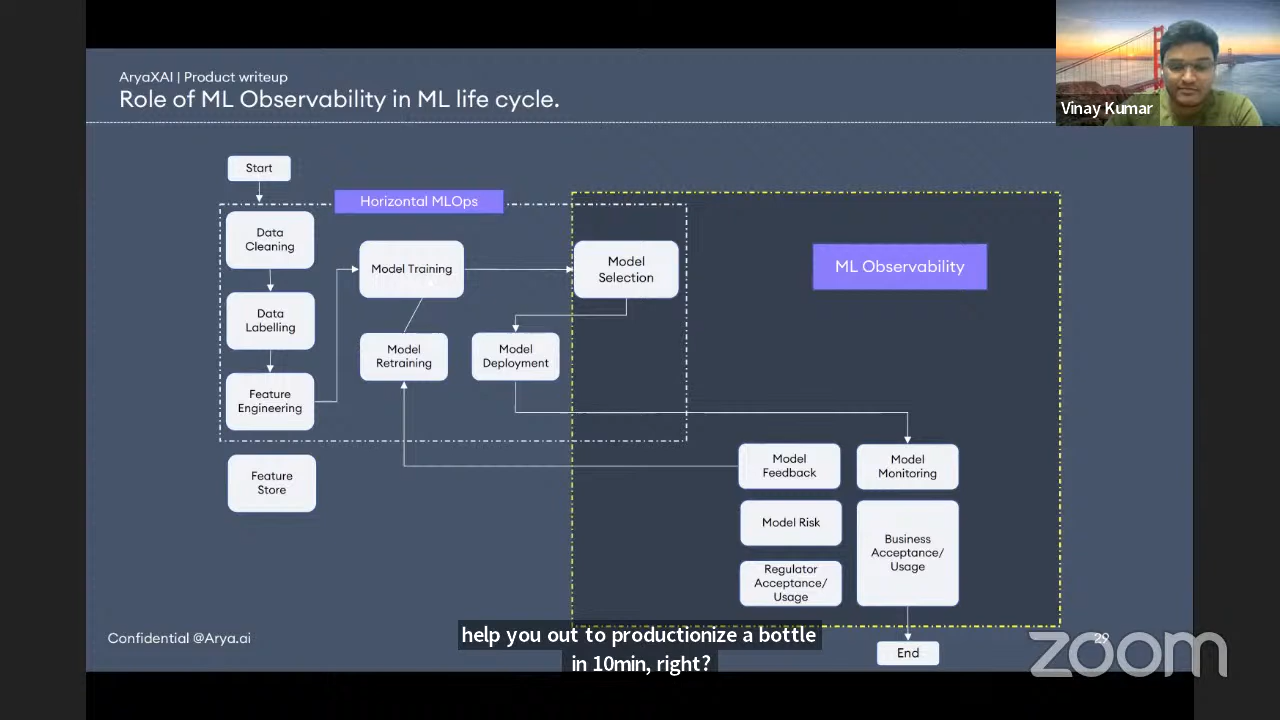 AryaXAI | Product writeup
Role of ML Observability in ML life cycle.
Vinay Kumar
Start
Horizontal MLOps
Data
Cleaning
Model Training
Model
Selection
ML Observability
Data
Labelling
Model
Retraining
Model
Deployment
Feature
Engineering
Feature
Store
Model
Feedback
Model
Monitoring
Model Risk
Business
Acceptance/
Usage
Regulator
Acceptance/
Usage
End
Confidential @Arya.ai
29
help you out to productionize a bottle
in 10min, right?
zoom